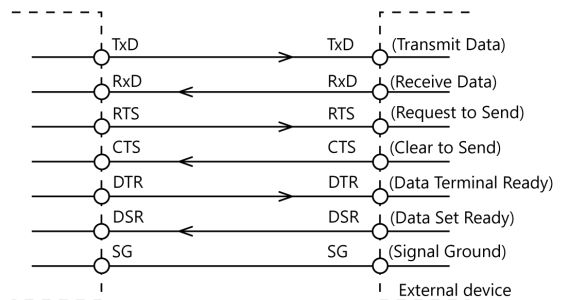 TxD TxD (Transmit Data)
RxD RxD (Receive Data)
RTS RTS (Request to Send)
CTS CTS (Clear to Send)
DTR DTR (Data Terminal Ready)
DSR DSR (Data Set Ready)
SG SG (Signal Ground)
External device